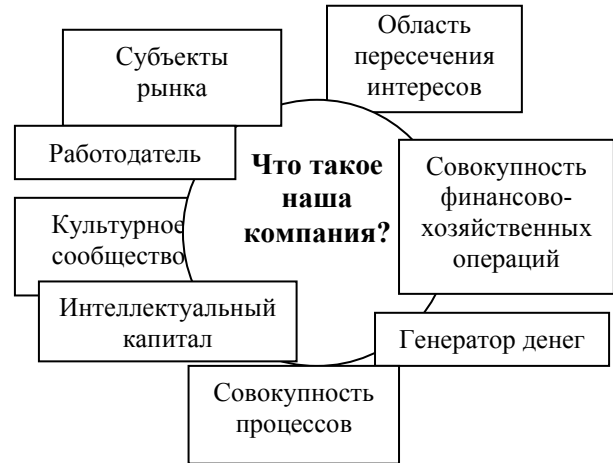 Субъекты
рынка
Область
пересечения
интересов
Работодатель
Что такое
наша
компания?
Совокупность
финансово-
хозяйственных
операций
Культурное
сообщество
Интеллектуальный
капитал
Генератор денег
Совокупность
процессов